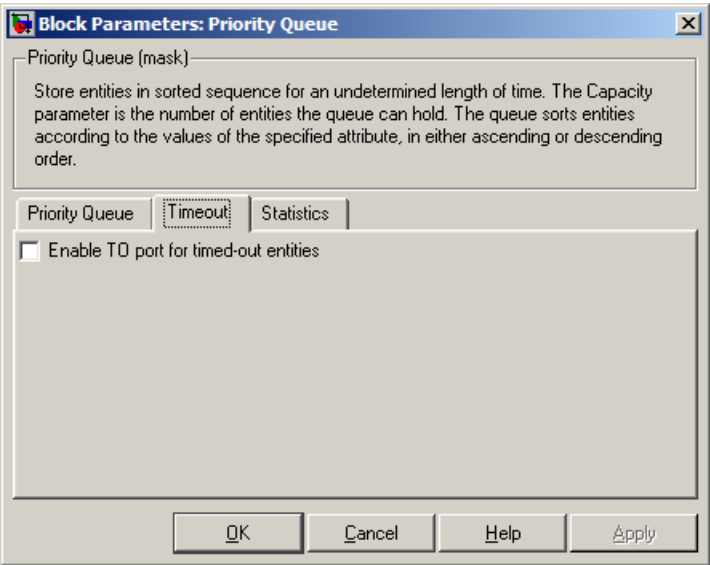 Block Parameters: Priority Queue
Priority Queue (mask)
Store entities in sorted sequence for an undetermined length of time. The Capacity
parameter is the number of entities the queue can hold. The queue sorts entities
according to the values of the specified attribute, in either ascending or descending
order.
Priority Queue Timeout Statistics
Enable TO port for timed-out entities
OK Cancel Help Apply